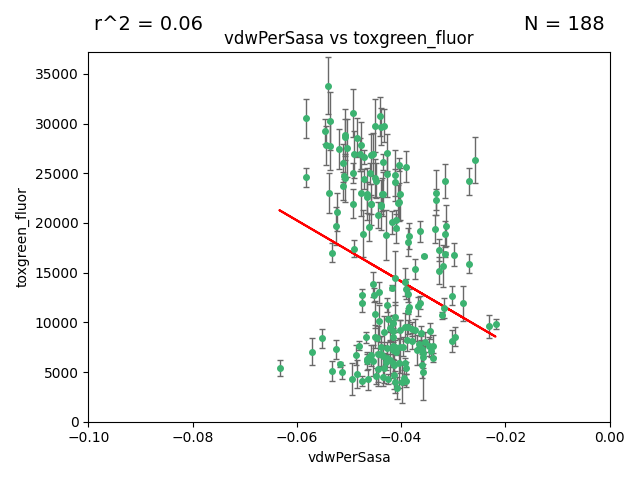 r^2 = 0.06
N = 188
vdwPerSasa vs toxgreen_fluor
35000
30000
25000
20000
15000
10000
5000
0
toxgreen_fluor
−0.10
−0.08
−0.06
−0.04
−0.02
0.00
vdwPerSasa